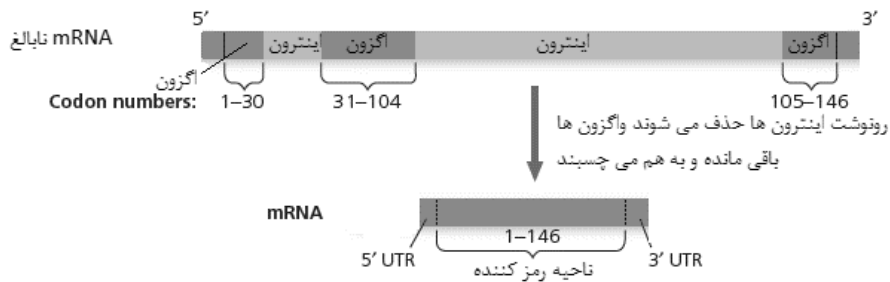 5′ 3′
mRNA نابالغ
اگزون اینترون اگزون اینترون اگزون
Codon numbers: 1–30 31–104 105–146
رونوشت اینترون ها حذف می شوند واگزون ها
باقی مانده و به هم می چسبند
mRNA
1–146
5′ UTR 3′ UTR
ناحیه رمز کننده